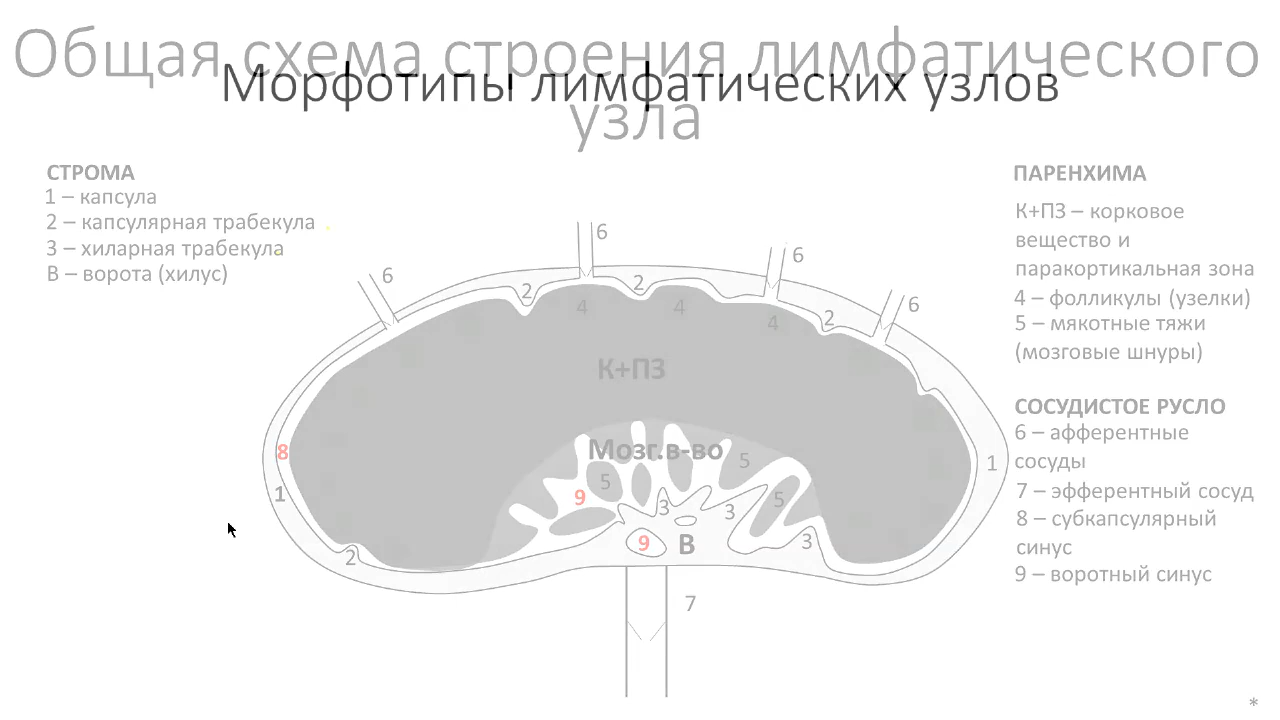 Общая схема строения лимфатического
узла
Морфотипы лимфатических узлов
СТРОМА
1 – капсула
2 – капсулярная трабекула
3 – хиларная трабекула
В – ворота (хилус)
ПАРЕНХИМА
К+ПЗ – корковое
вещество и
паракортикальная зона
4 – фолликулы (узелки)
5 – мякотные тяжи
(мозговые шнуры)
СОСУДИСТОЕ РУСЛО
6 – афферентные
сосуды
7 – эфферентный сосуд
8 – субкапсулярный
синус
9 – воротный синус
6
6
6
6
2
2
2
4
4
4
К+ПЗ
Мозг.в-во
8
1
1
5
5
5
9
3
3
3
9
В
2
7
*